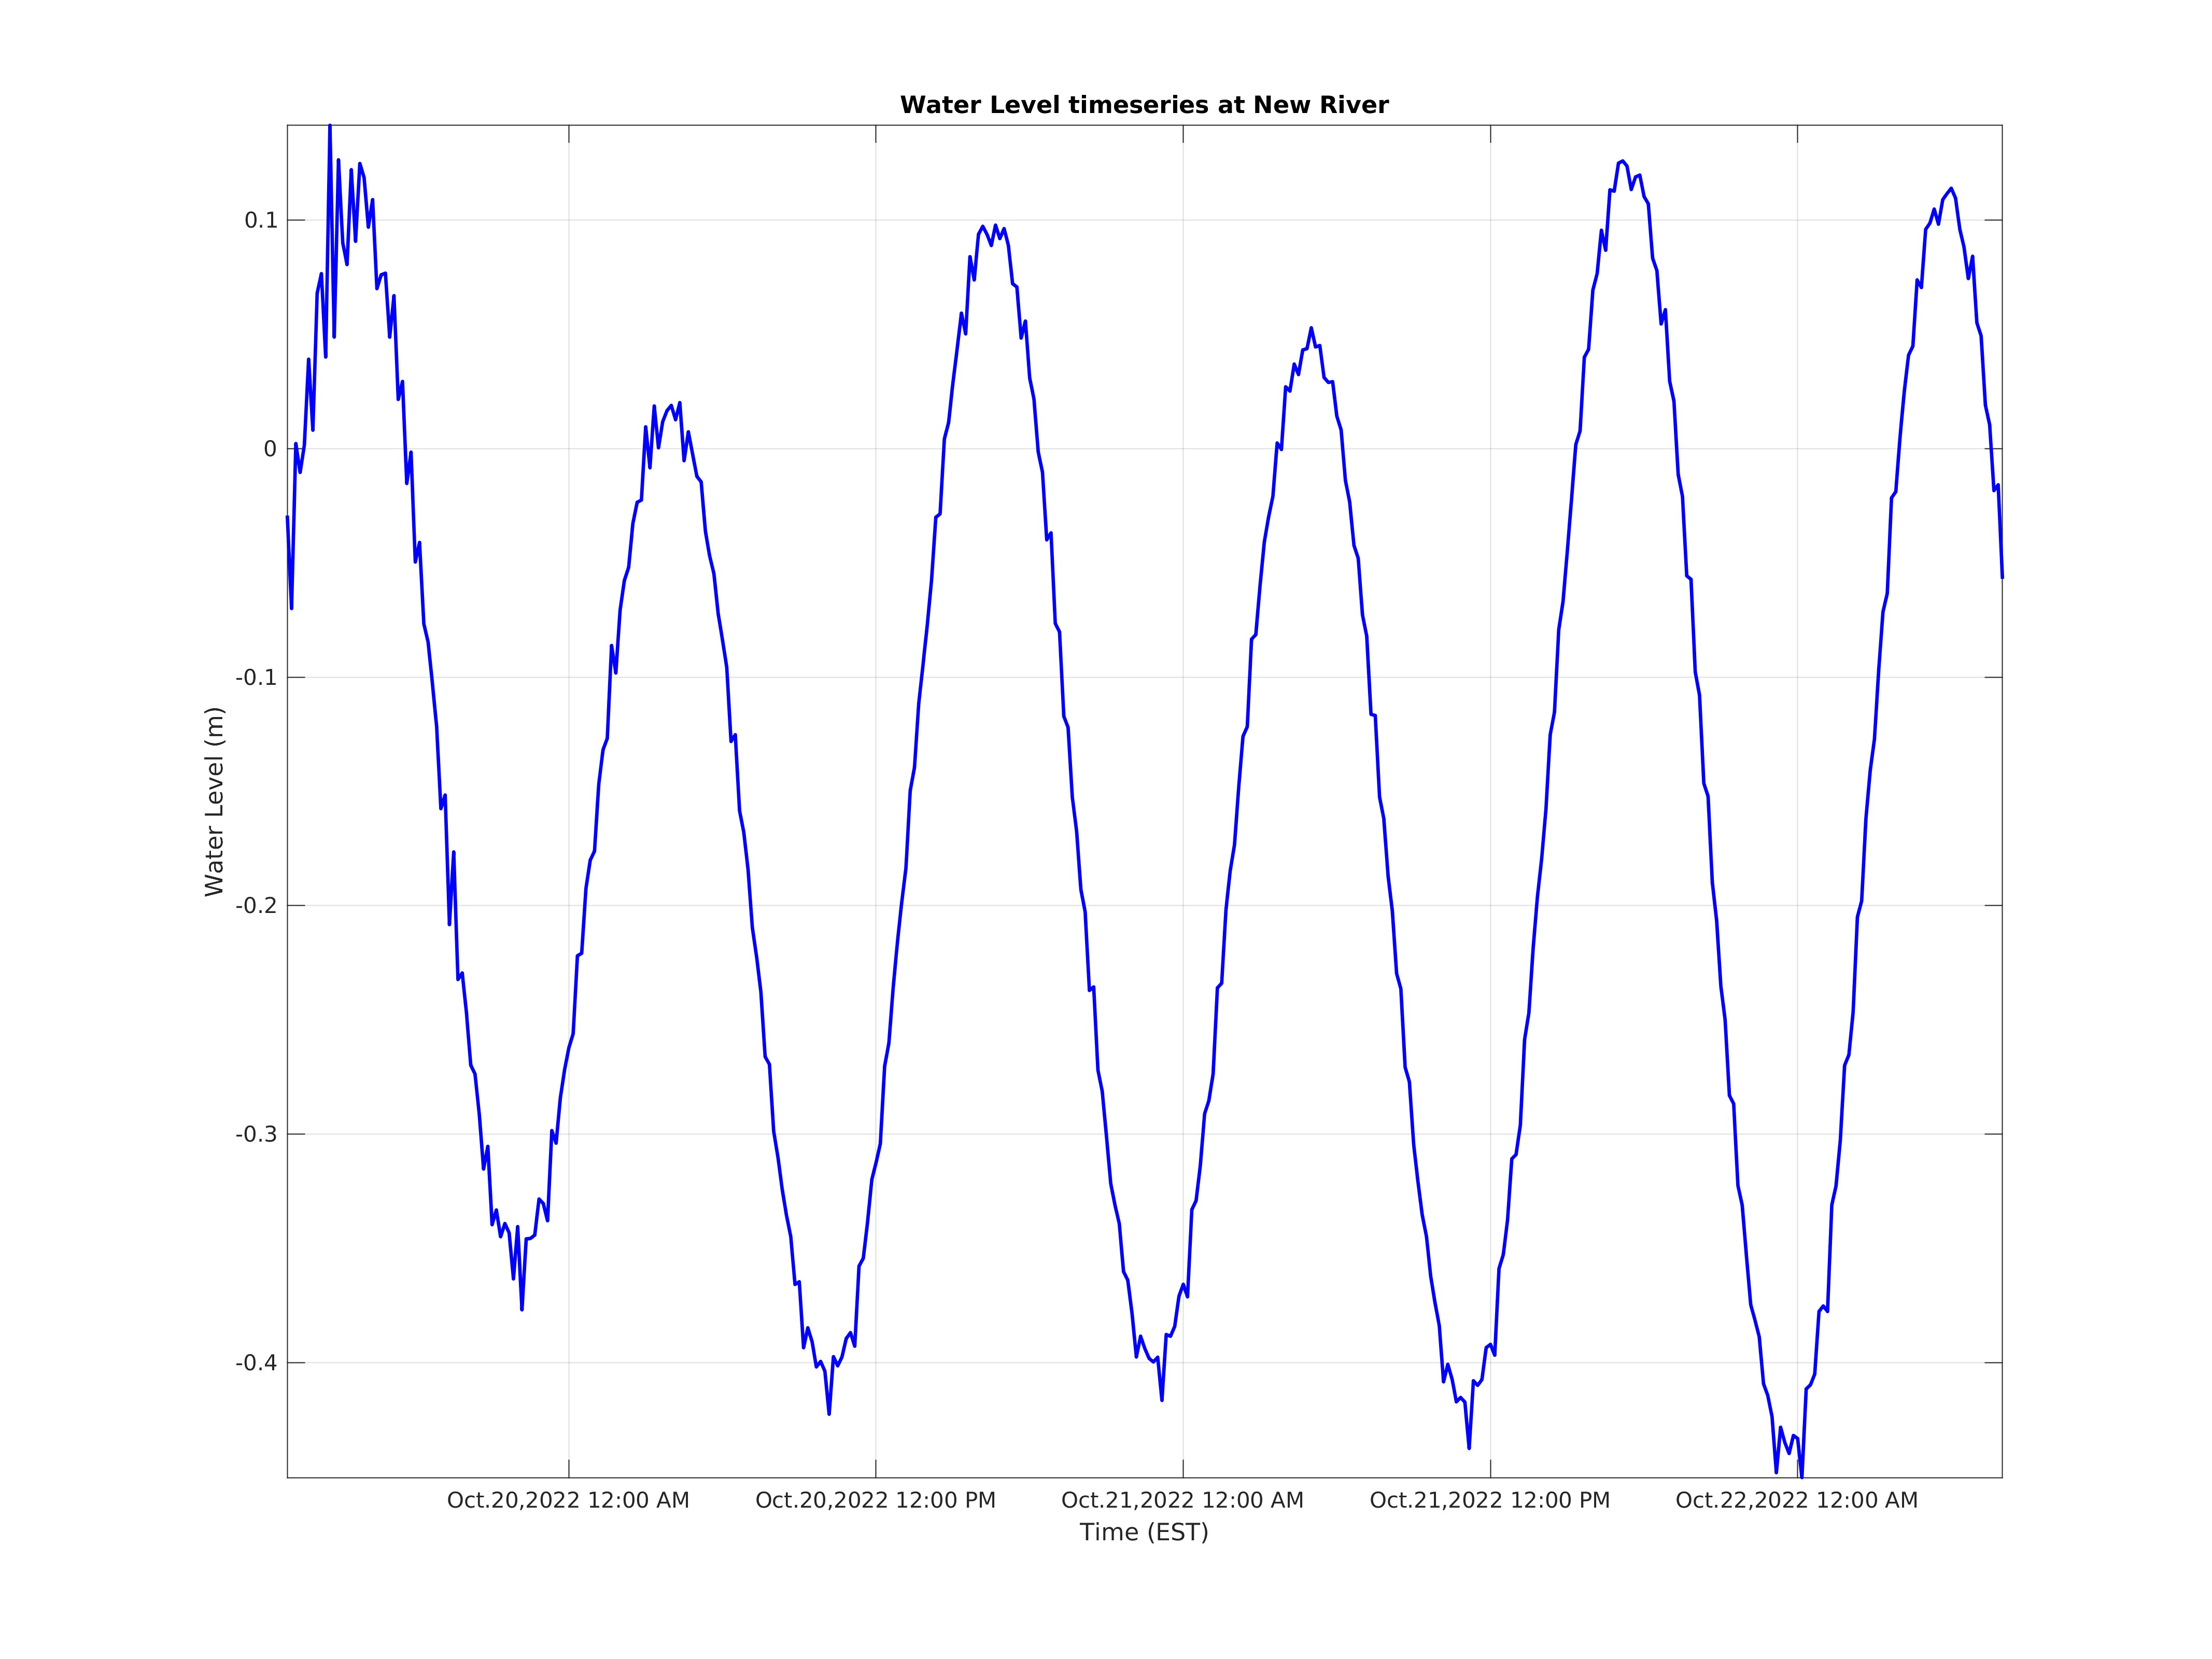 Water Level timeseries at New River
0.1
0
-0.1
-0.2
-0.3
-0.4
Water Level (m)
Oct.20,2022 12:00 AM
Oct.20,2022 12:00 PM
Oct.21,2022 12:00 AM
Oct.21,2022 12:00 PM
Oct.22,2022 12:00 AM
Time (EST)